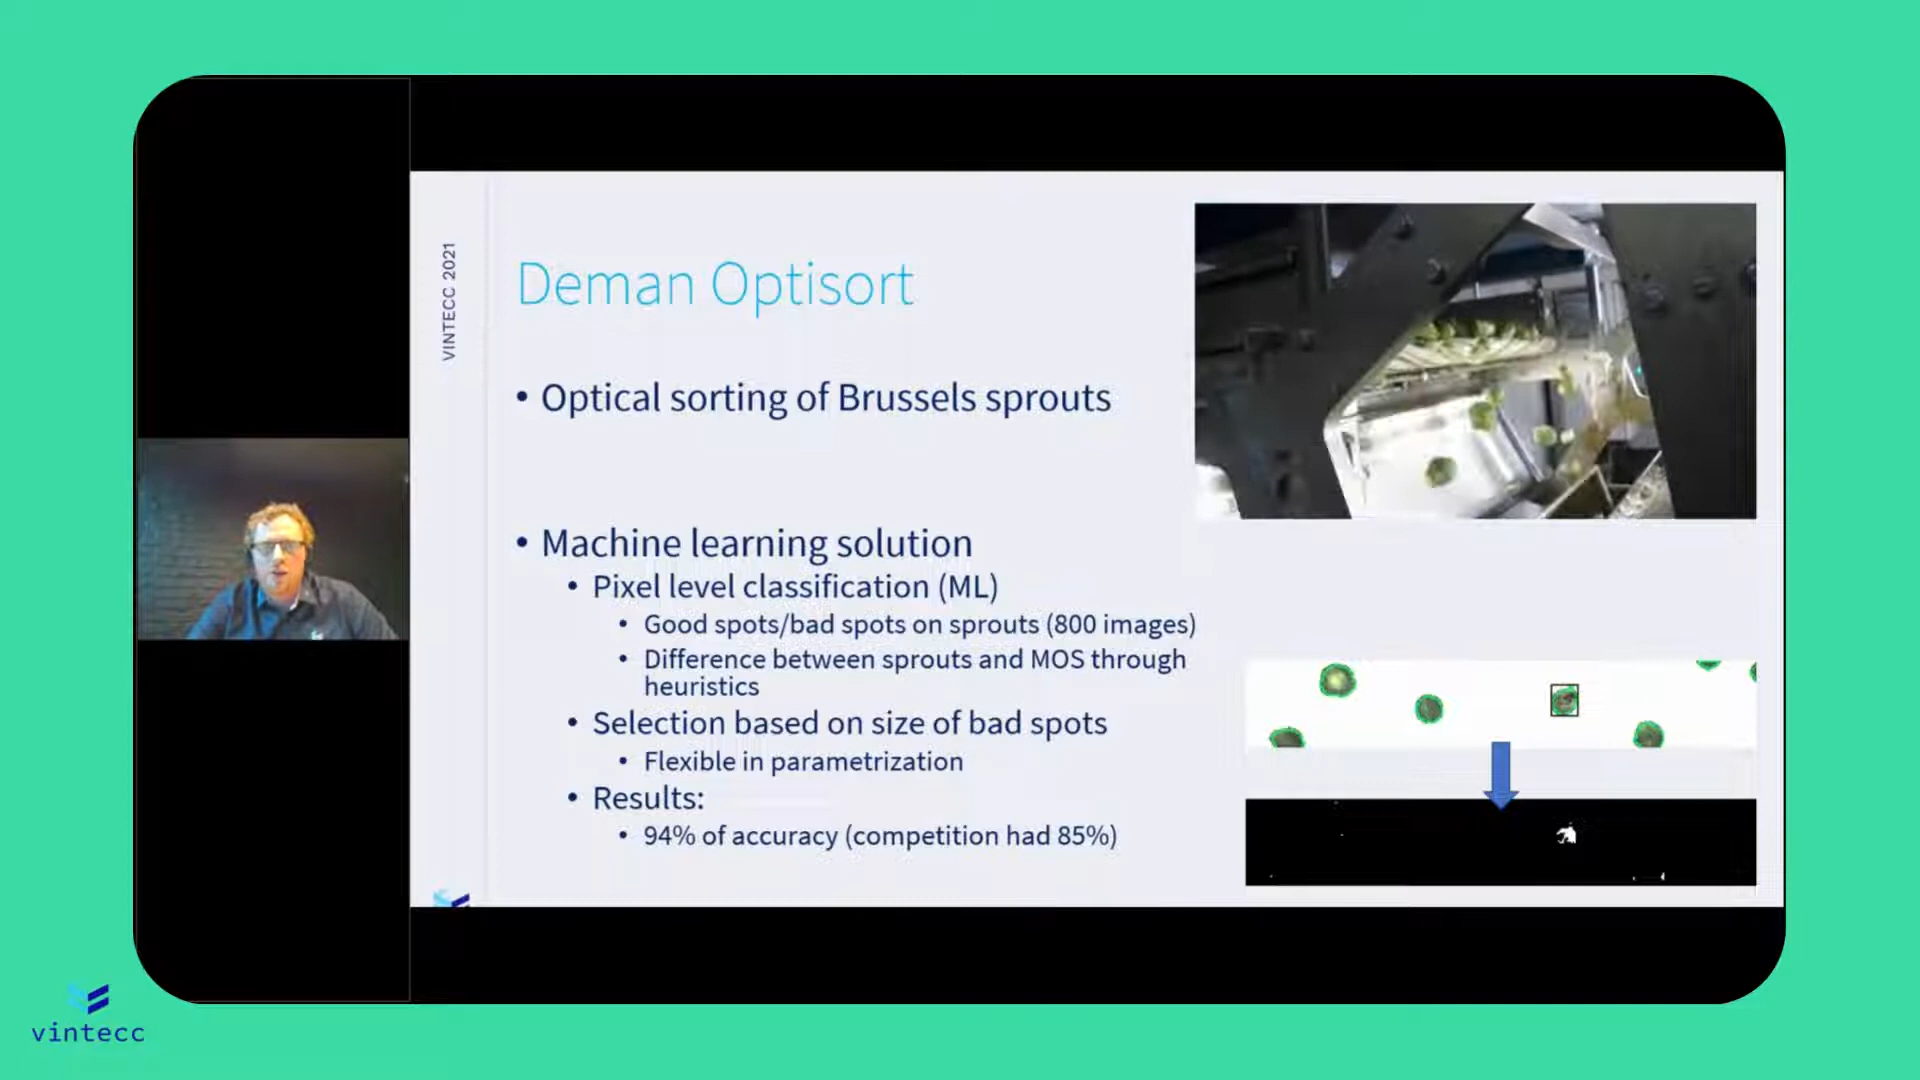 VINTECC 2021
Deman Optisort
• Optical sorting of Brussels sprouts
• Machine learning solution
• Pixel level classification (ML)
• Good spots/bad spots on sprouts (800 images)
• Difference between sprouts and MOS through
heuristics
• Selection based on size of bad spots
• Flexible in parametrization
• Results:
• 94% of accuracy (competition had 85%)
vintecc